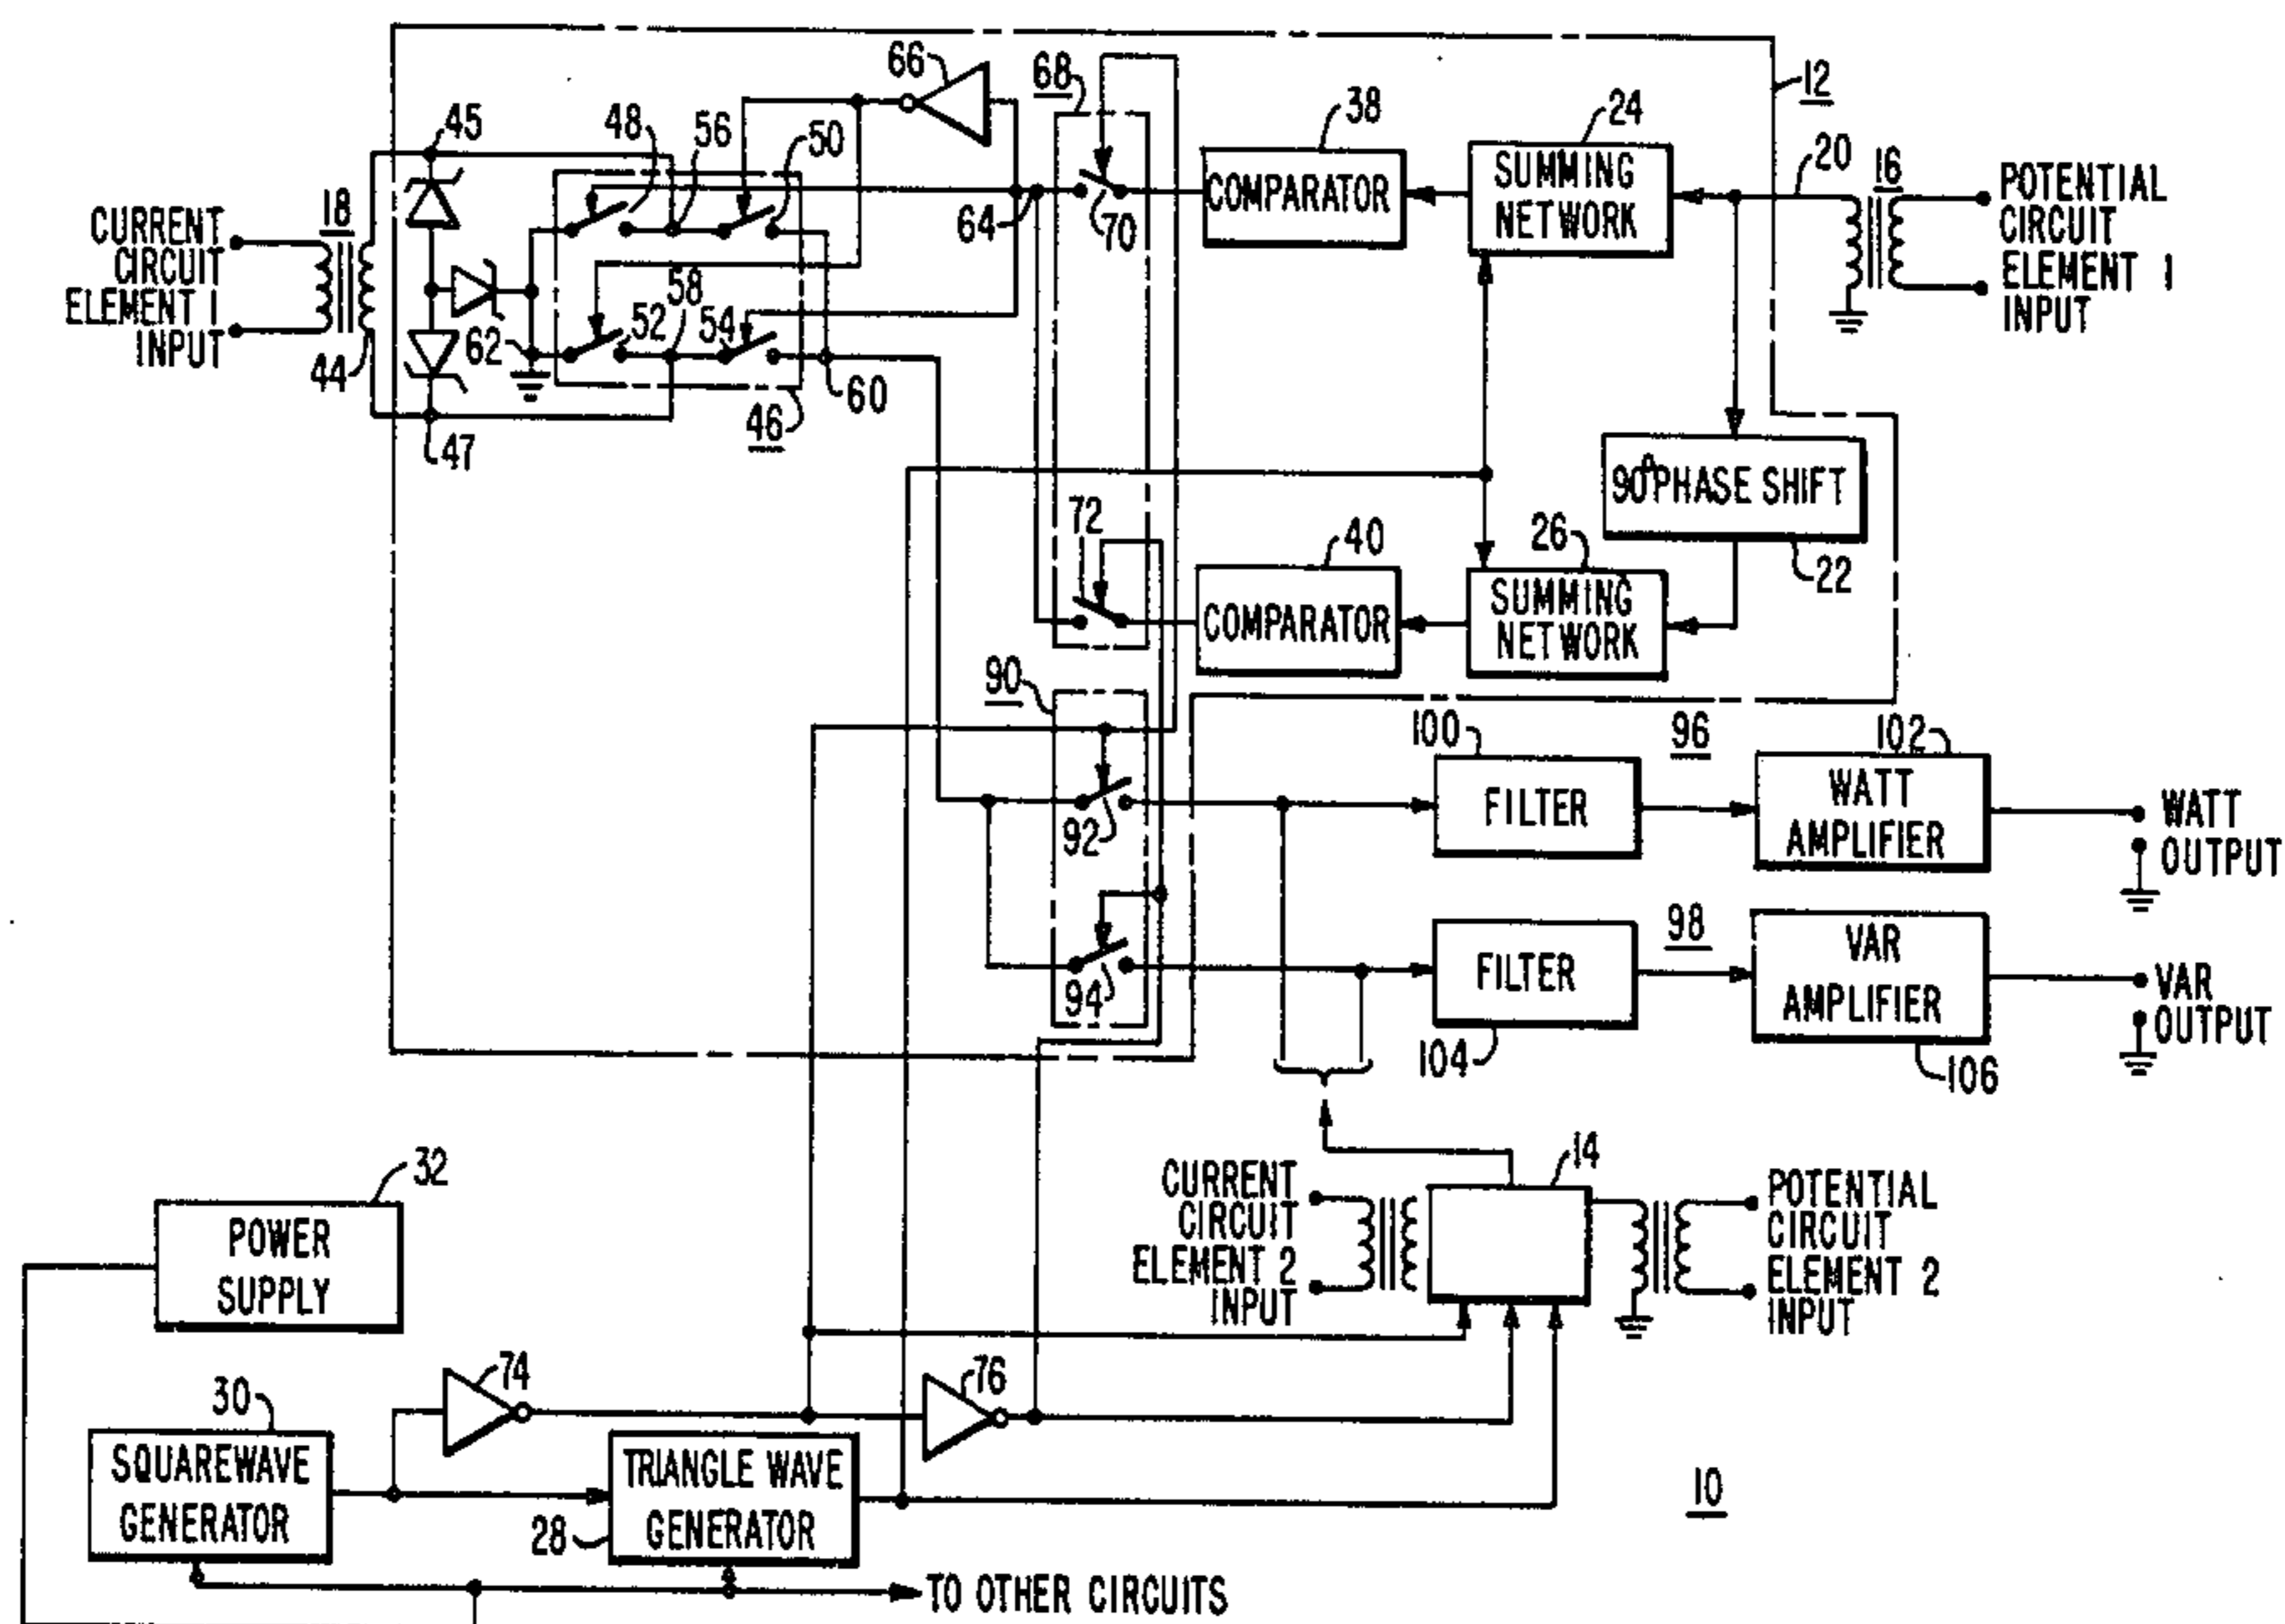 66
68
12
38
24
45
48
56
50
20
16
SUMMING
NETWORK
COMPARATOR
POTENTIAL
CIRCUIT
ELEMENT 1
INPUT
CURRENT
CIRCUIT
ELEMENT 1
INPUT
18
64
70
44
62
52
58
54
60
46
47
90° PHASE SHIFT
22
72
40
26
COMPARATOR
SUMMING
NETWORK
90
92
94
100
96
102
FILTER
WATT
AMPLIFIER
WATT
OUTPUT
98
FILTER
VAR
AMPLIFIER
VAR
OUTPUT
104
106
32
POWER
SUPPLY
CURRENT
CIRCUIT
ELEMENT 2
INPUT
14
POTENTIAL
CIRCUIT
ELEMENT 2
INPUT
30
74
76
SQUAREWAVE
GENERATOR
28
TRIANGLE WAVE
GENERATOR
10
TO OTHER CIRCUITS